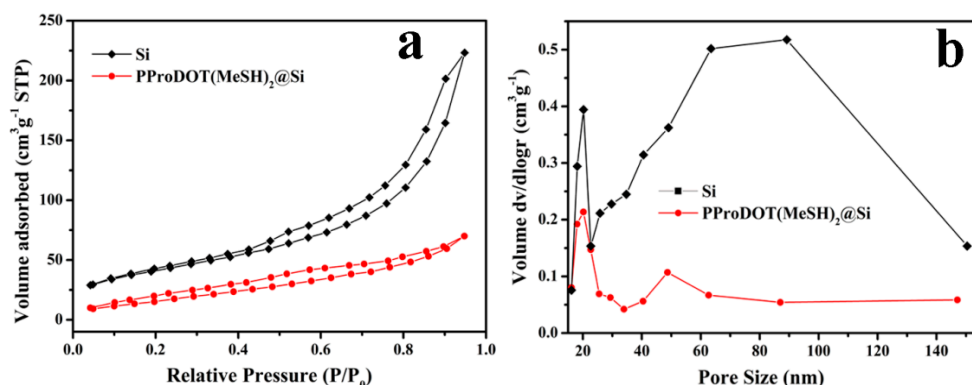 a
Si
PProDOT(MeSH)2@Si
Volume adsorbed (cm3g-1 STP)
250
200
150
100
50
0
0.0 0.2 0.4 0.6 0.8 1.0
Relative Pressure (P/P0)
b
Si
PProDOT(MeSH)2@Si
Volume dv/dlogr (cm3g-1)
0.5
0.4
0.3
0.2
0.1
0.0
20 40 60 80 100 120 140
Pore Size (nm)